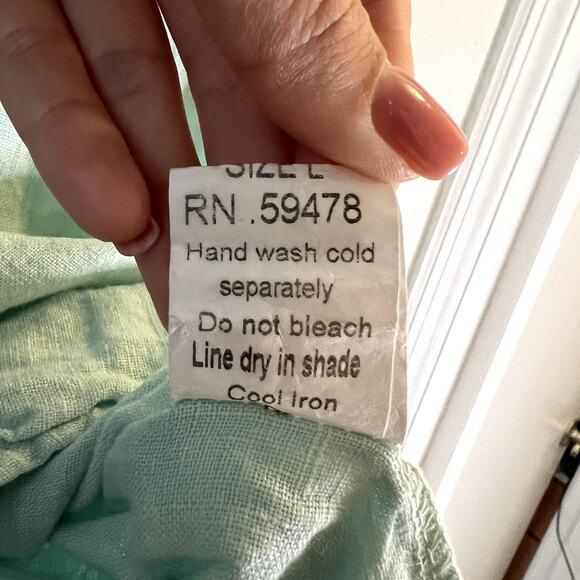 SIZE L
RN.59478
Hand wash cold
separately
Do not bleach
Line dry in shade
Cool Iron